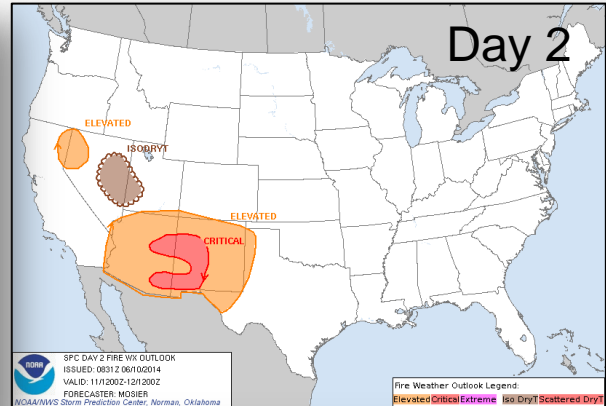 Day 2
ELEVATED
ISODRYT
ELEVATED
CRITICAL
NOAA
SPC DAY 2 FIRE WX OUTLOOK
ISSUED: 0831Z 06/10/2014
VALID: 11/1200Z-12/1200Z
FORECASTER: MOSIER
NOAA/NWS Storm Prediction Center, Norman, Oklahoma
Fire Weather Outlook Legend:
Elevated Critical Extreme Iso DryT Scattered DryT